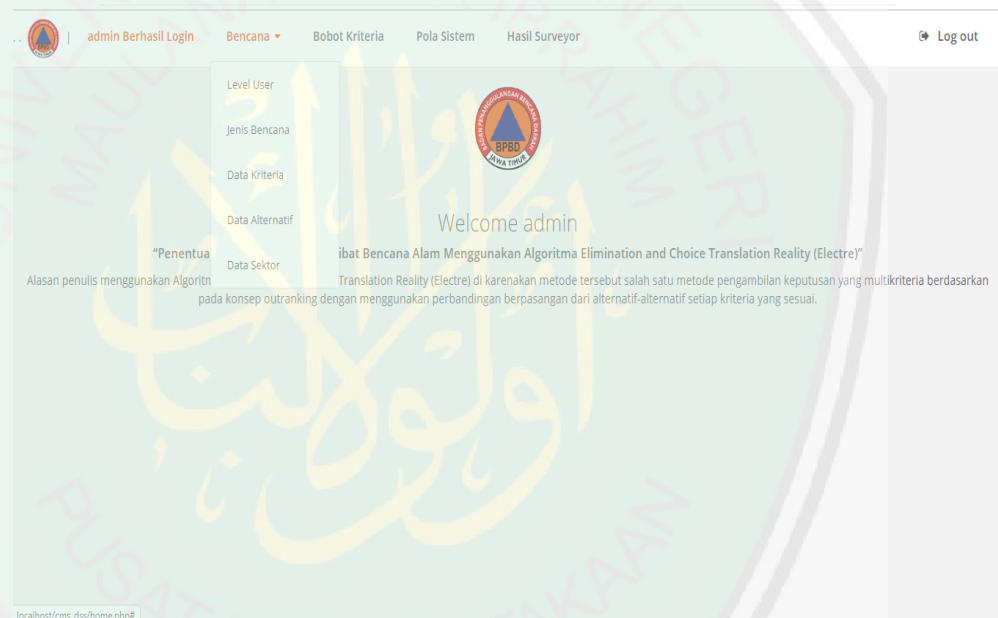 admin Berhasil Login Bencana Bobot Kriteria Pola Sistem Hasil Surveyor Log out
Level User
Jenis Bencana
Data Kriteria
Data Alternatif
Data Sektor
BADAN PENANGGULANGAN BENCANA DAERAH
BPBD
JAWA TIMUR
Welcome admin
"Penentua ibat Bencana Alam Menggunakan Algoritma Elimination and Choice Translation Reality (Electre)"
Alasan penulis menggunakan Algoritn Translation Reality (Electre) di karenakan metode tersebut salah satu metode pengambilan keputusan yang multikriteria berdasarkan
pada konsep outranking dengan menggunakan perbandingan berpasangan dari alternatif-alternatif setiap kriteria yang sesuai.
localhost/cms_dss/home.php#